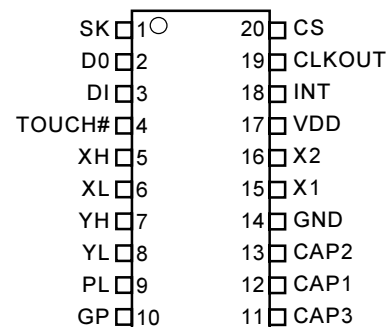 SK 1 20 CS
D0 2 19 CLKOUT
DI 3 18 INT
TOUCH# 4 17 VDD
XH 5 16 X2
XL 6 15 X1
YH 7 14 GND
YL 8 13 CAP2
PL 9 12 CAP1
GP 10 11 CAP3